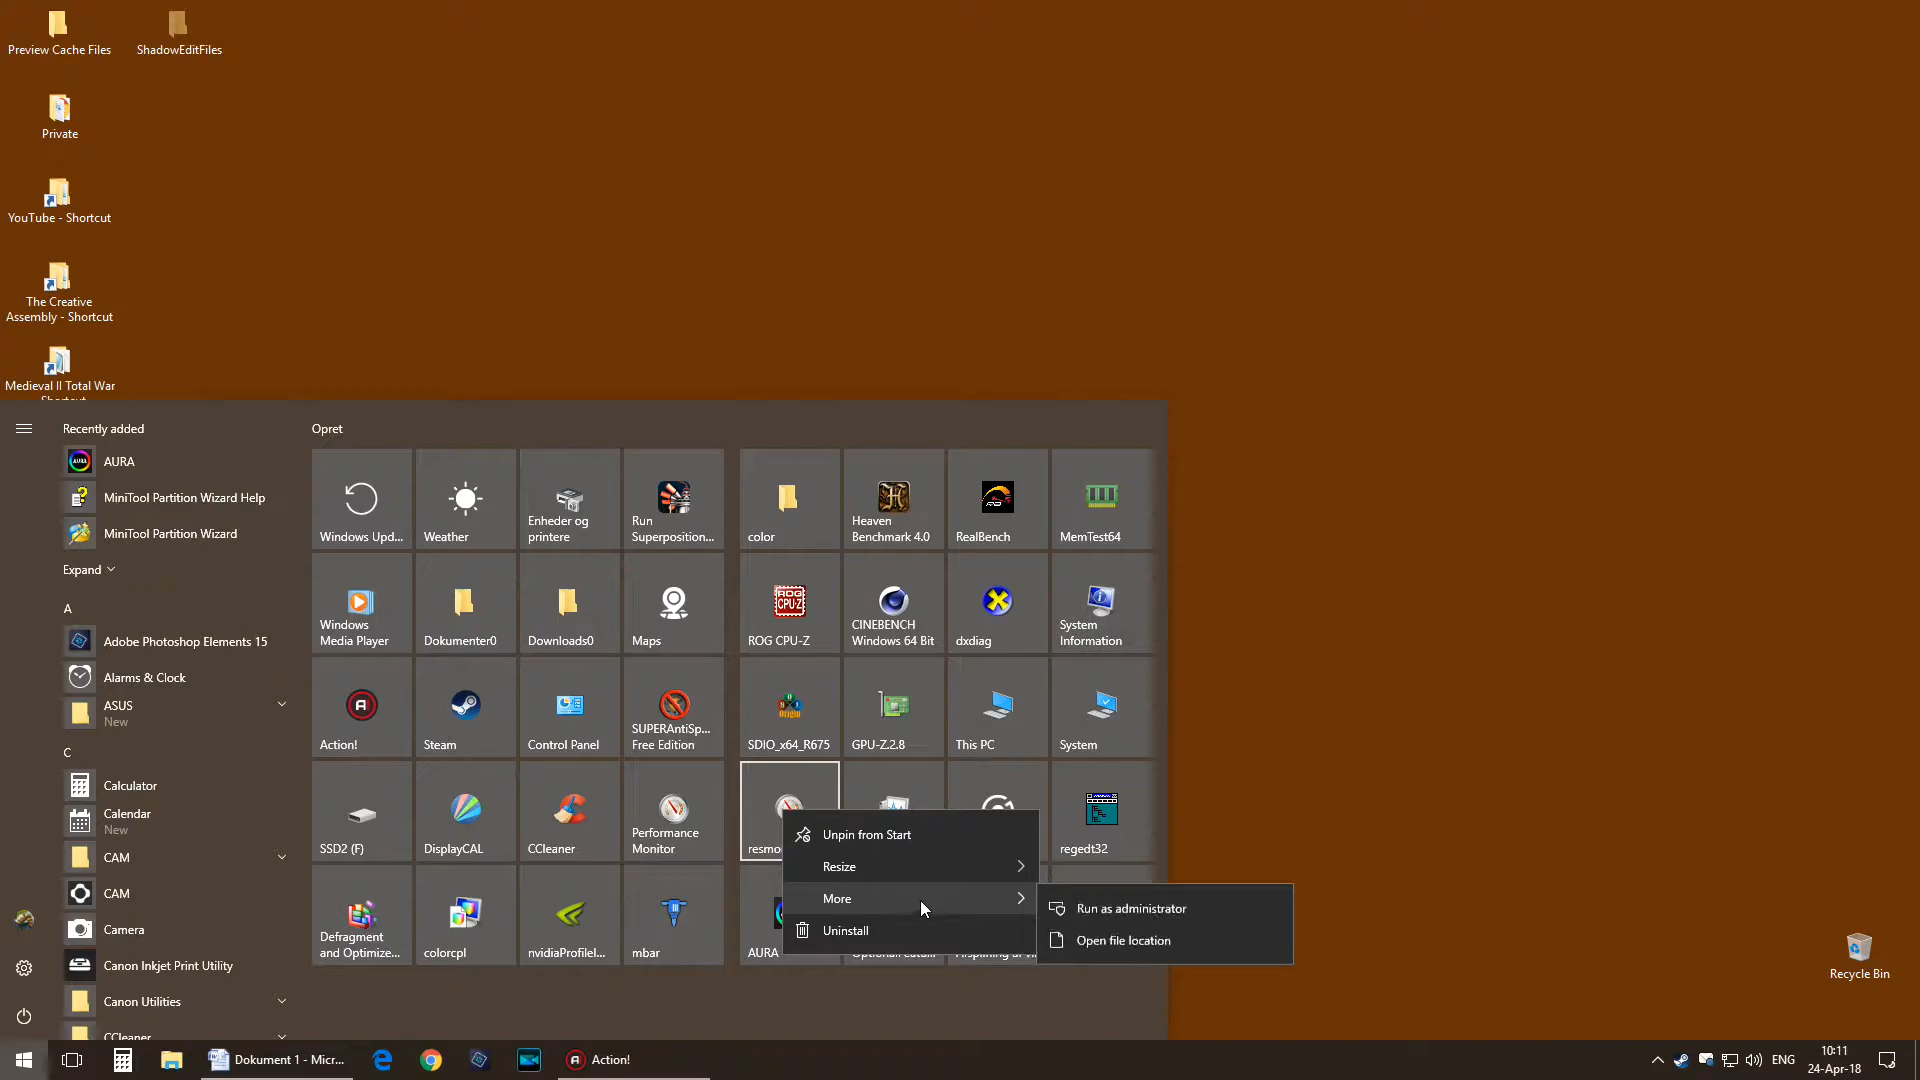 Preview Cache Files
ShadowEditFiles
Private
YouTube - Shortcut
The Creative
Assembly - Shortcut
Medieval II Total War
Recently added
AURA
MiniTool Partition Wizard Help
MiniTool Partition Wizard
Expand
A
Adobe Photoshop Elements 15
Alarms & Clock
ASUS
New
C
Calculator
Calendar
New
CAM
CAM
Camera
Canon Inkjet Print Utility
Canon Utilities
CCleaner
Opret
Windows Upd...
Weather
Enheder og
printere
Run
Superposition...
color
Heaven
Benchmark 4.0
RealBench
MemTest64
Windows
Media Player
Dokumenter0
Downloads0
Maps
ROG CPU-Z
CINEBENCH
Windows 64 Bit
dxdiag
System
Information
Action!
Steam
Control Panel
SUPERAntiSp...
Free Edition
SDIO_x64_R675
GPU-Z.2.8
This PC
System
SSD2 (F)
DisplayCAL
CCleaner
Performance
Monitor
resmo
regedt32
Defragment
and Optimize...
colorcpl
nvidiaProfileI...
mbar
AURA
Unpin from Start
Resize
More
Uninstall
Run as administrator
Open file location
Recycle Bin
Dokument 1 - Micr...
Action!
ENG
10:11
24-Apr-18